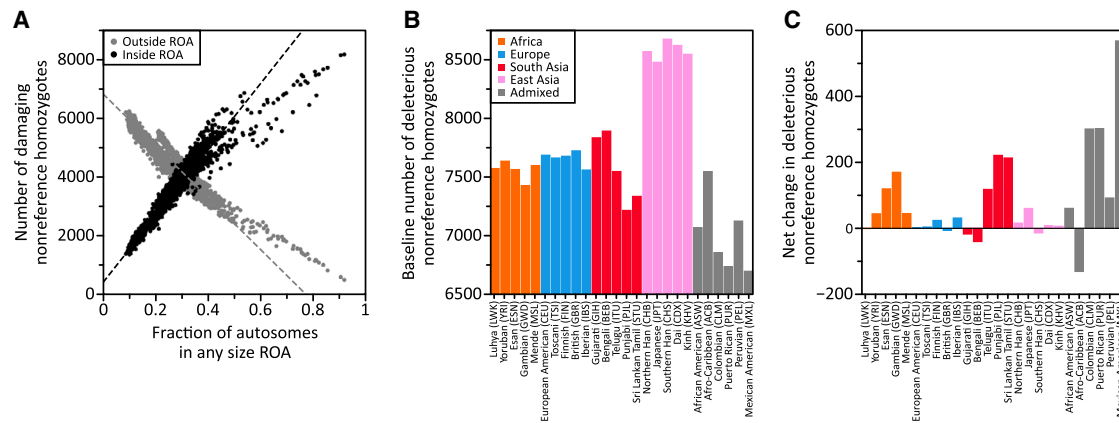 A
Number of damaging
nonreference homozygotes
8000
6000
4000
2000
0
Outside ROA
Inside ROA
0
0.2
0.4
0.6
0.8
1
Fraction of autosomes
in any size ROA
B
Baseline number of deleterious
nonreference homozygotes
8500
8000
7500
7000
6500
Africa
Europe
South Asia
East Asia
Admixed
Luhya (LWK)
Yoruban (YRI)
Esan (ESN)
Gambian (GWD)
Mende (MSL)
European American (CEU)
Toscani (TSI)
Finnish (FIN)
British (GBR)
Iberian (IBS)
Gujarati (GIH)
Bengali (BEB)
Telugu (ITU)
Punjabi (PJL)
Sri Lankan Tamil (STU)
Northern Han (CHB)
Japanese (JPT)
Southern Han (CHS)
Dai (CDX)
Kinh (KHV)
African American (ASW)
Afro-Caribbean (ACB)
Colombian (CLM)
Puerto Rican (PUR)
Peruvian (PEL)
Mexican American (MXL)
C
Net change in deleterious
nonreference homozygotes
600
400
200
0
−200
Luhya (LWK)
Yoruban (YRI)
Esan (ESN)
Gambian (GWD)
Mende (MSL)
European American (CEU)
Toscani (TSI)
Finnish (FIN)
British (GBR)
Iberian (IBS)
Gujarati (GIH)
Bengali (BEB)
Telugu (ITU)
Punjabi (PJL)
Sri Lankan Tamil (STU)
Northern Han (CHB)
Japanese (JPT)
Southern Han (CHS)
Dai (CDX)
Kinh (KHV)
African American (ASW)
Afro-Caribbean (ACB)
Colombian (CLM)
Puerto Rican (PUR)
Peruvian (PEL)